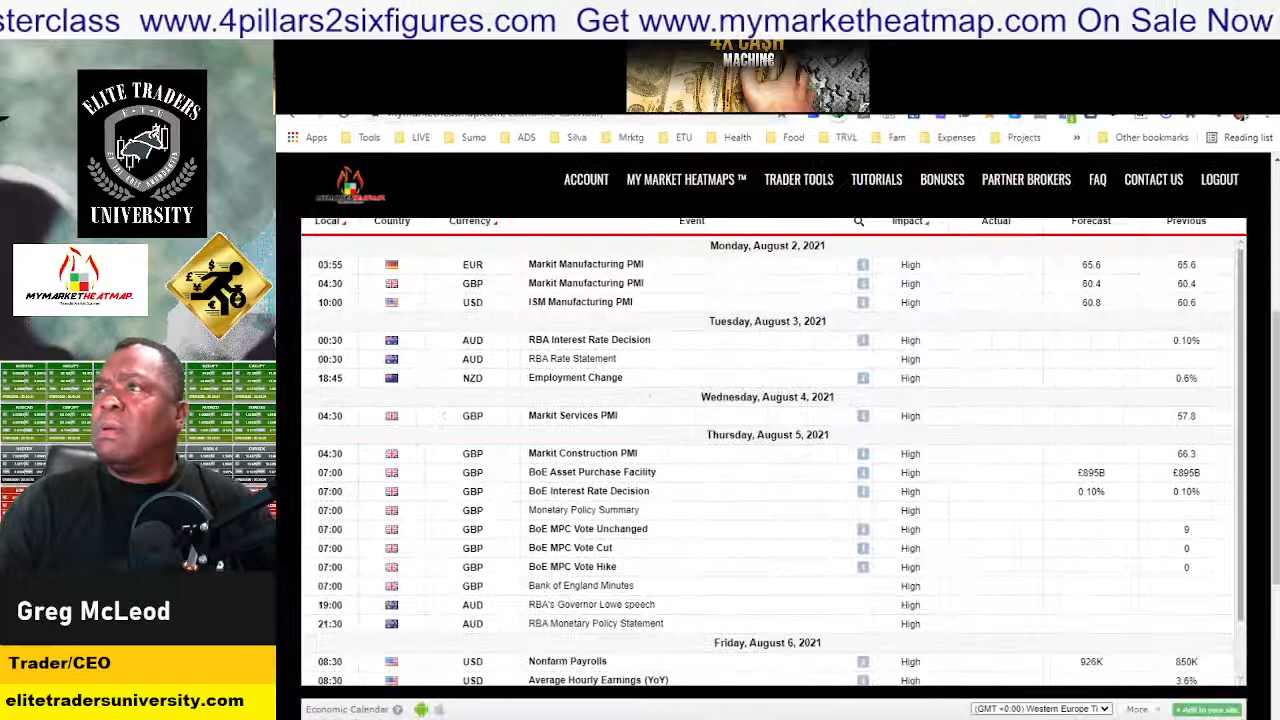 sterclass www.4pillars2sixfigures.com Get www.mymarketheatmap.com On Sale Now
4X CA$H
MACHINE
ELITE TRADERS
E·T·U
UNIVERSITY
MYMARKETHEATMAP.
Greg McLeod
Trader/CEO
elitetradersuniversity.com
Apps Tools LIVE Sumo ADS Silva Mrktg ETU Health Food TRVL Fam Expenses Projects » Other bookmarks Reading list
ACCOUNT MY MARKET HEATMAPS ™ TRADER TOOLS TUTORIALS BONUSES PARTNER BROKERS FAQ CONTACT US LOGOUT
Local Country Currency Event Impact Actual Forecast Previous
Monday, August 2, 2021
03:55 EUR Markit Manufacturing PMI High 65.6 65.6
04:30 GBP Markit Manufacturing PMI High 60.4 60.4
10:00 USD ISM Manufacturing PMI High 60.8 60.6
Tuesday, August 3, 2021
00:30 AUD RBA Interest Rate Decision High 0.10%
00:30 AUD RBA Rate Statement High
18:45 NZD Employment Change High 0.6%
Wednesday, August 4, 2021
04:30 GBP Markit Services PMI High 57.8
Thursday, August 5, 2021
04:30 GBP Markit Construction PMI High 66.3
07:00 GBP BoE Asset Purchase Facility High £895B £895B
07:00 GBP BoE Interest Rate Decision High 0.10% 0.10%
07:00 GBP Monetary Policy Summary High
07:00 GBP BoE MPC Vote Unchanged High 9
07:00 GBP BoE MPC Vote Cut High 0
07:00 GBP BoE MPC Vote Hike High 0
07:00 GBP Bank of England Minutes High
19:00 AUD RBA's Governor Lowe speech High
21:30 AUD RBA Monetary Policy Statement High
Friday, August 6, 2021
08:30 USD Nonfarm Payrolls High 926K 850K
08:30 USD Average Hourly Earnings (YoY) High 3.6%
Economic Calendar (GMT +0:00) Western Europe Ti More + Add to your site